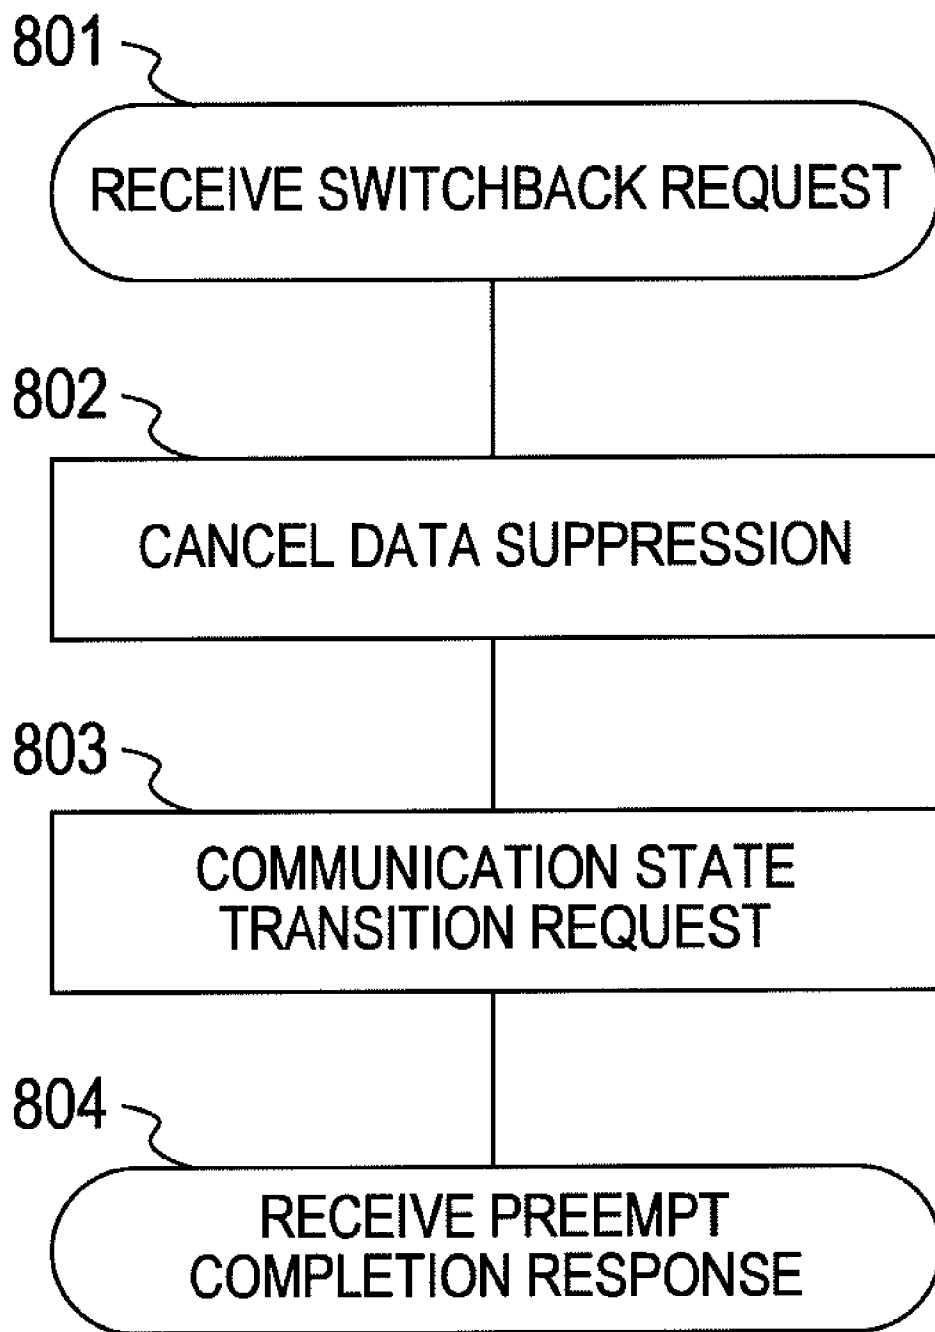 801
RECEIVE SWITCHBACK REQUEST
802
CANCEL DATA SUPPRESSION
803
COMMUNICATION STATE
TRANSITION REQUEST
804
RECEIVE PREEMPT
COMPLETION RESPONSE